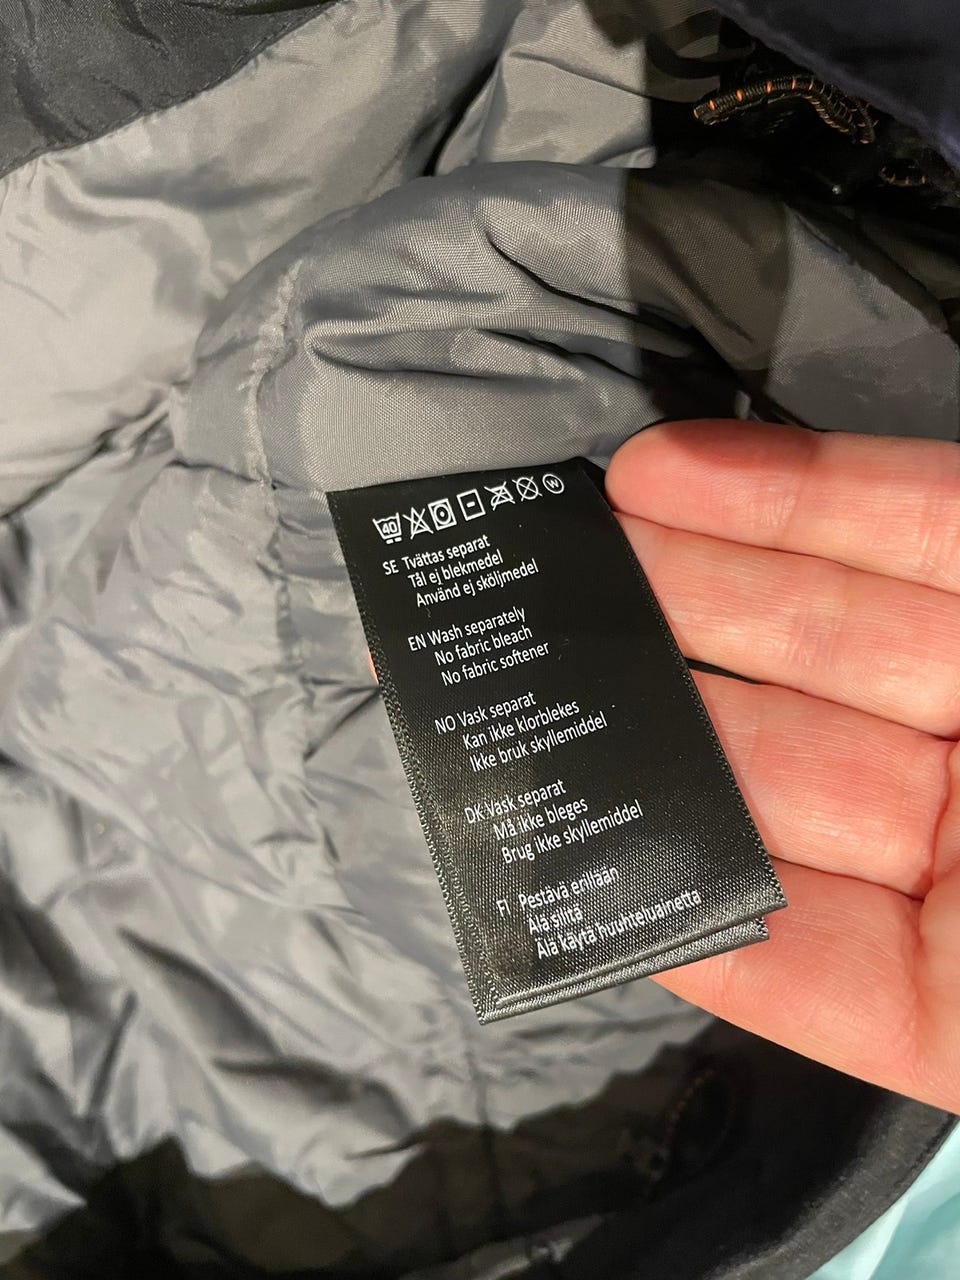 40 W
SE Tvättas separat
Tål ej blekmedel
Använd ej sköljmedel
EN Wash separately
No fabric bleach
No fabric softener
NO Vask separat
Kan ikke klorblekes
Ikke bruk skyllemiddel
DK Vask separat
Må ikke bleges
Brug ikke skyllemiddel
FI Pestävä erillään
Älä silitä
Älä käytä huuhteluainetta